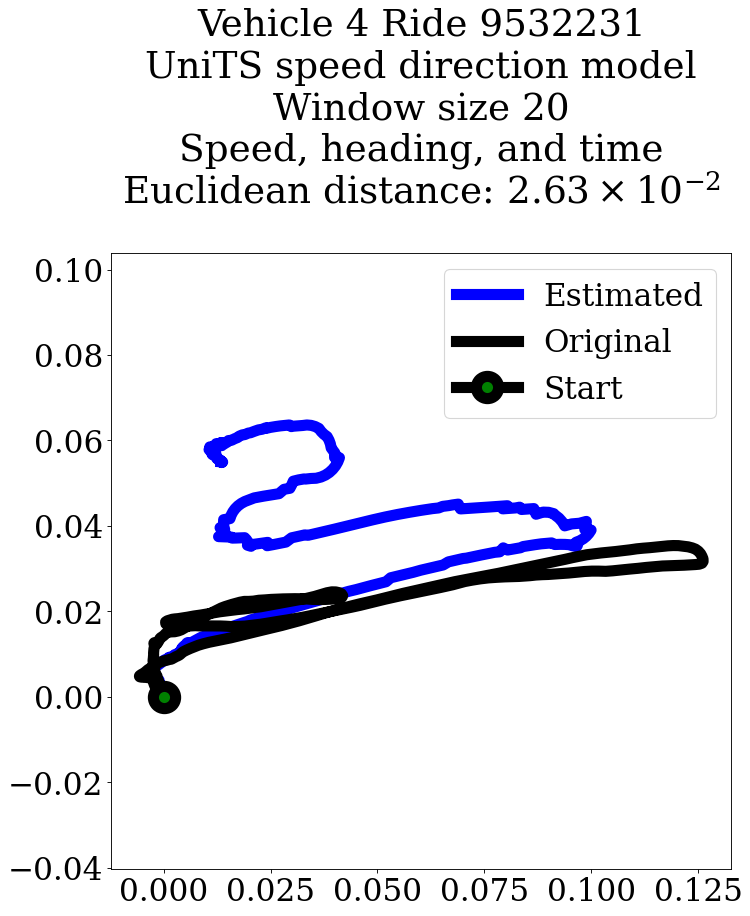 Vehicle 4 Ride 9532231
UniTS speed direction model
Window size 20
Speed, heading, and time
Euclidean distance: 2.63 × 10⁻²
Estimated
Original
Start
0.10
0.08
0.06
0.04
0.02
0.00
−0.02
−0.04
0.000 0.025 0.050 0.075 0.100 0.125